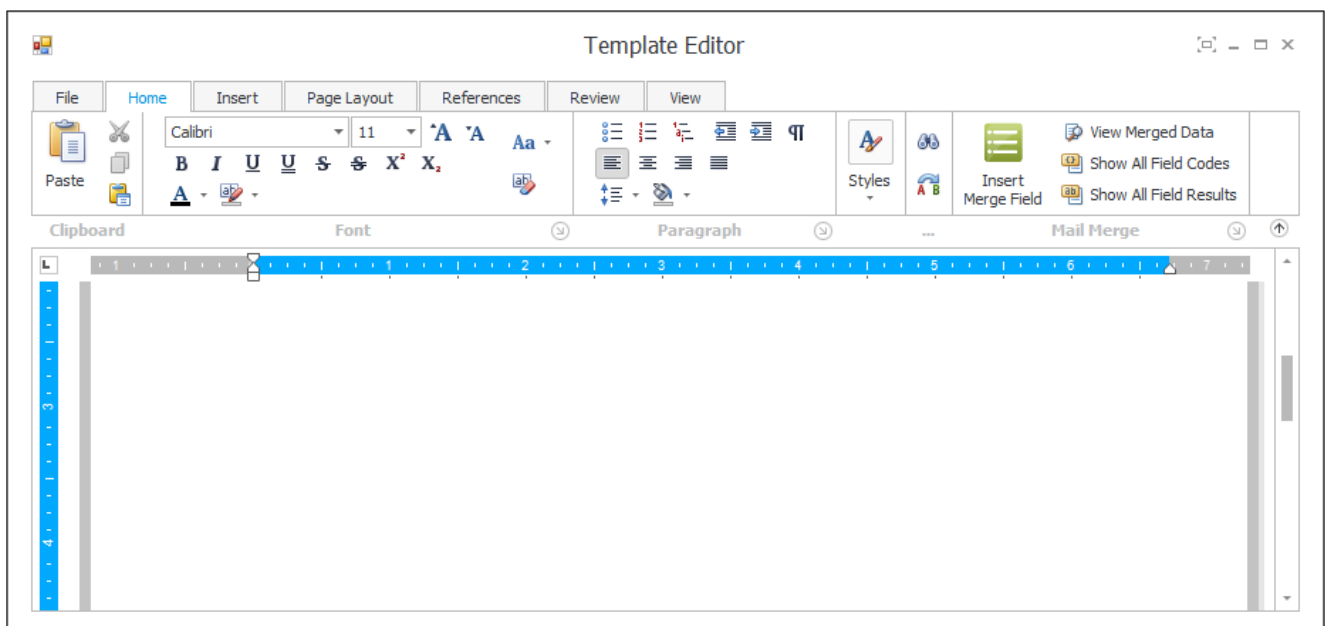 Template Editor
File Home Insert Page Layout References Review View
Calibri 11 A A Aa
B I U U S S X² X₂
A ab
Paste
Styles
A B
Insert
Merge Field
View Merged Data
Show All Field Codes
Show All Field Results
Clipboard Font Paragraph ... Mail Merge
L 1 1 2 3 4 5 6 7
3
4